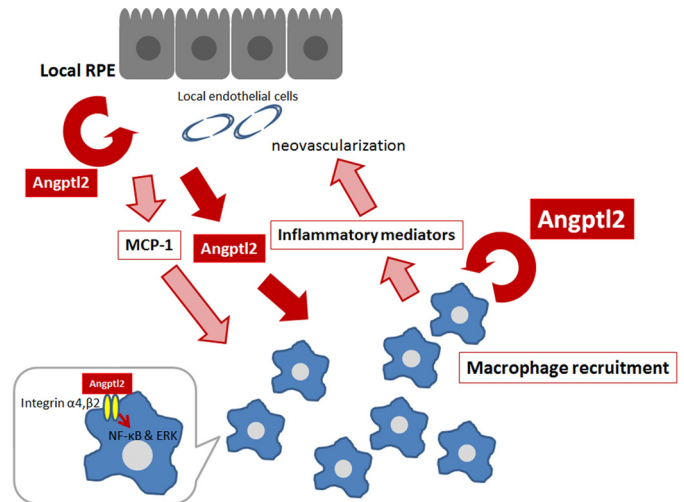 Local RPE
Local endothelial cells
neovascularization
Angptl2
MCP-1
Angptl2
Inflammatory mediators
Angptl2
Macrophage recruitment
Angptl2
Integrin α4,β2
NF-κB & ERK